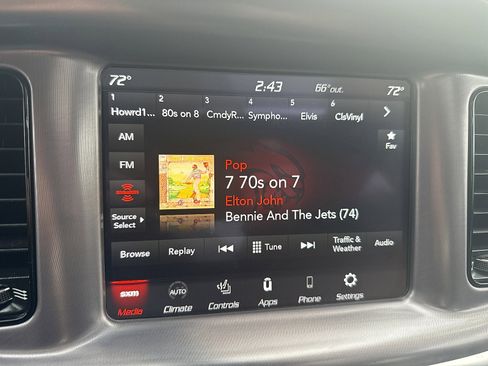 72° 2:43 66° out. 72°
1 2 3 4 5 6
Howrd1... 80s on 8 CmdyR... Sympho... Elvis ClsVinyl
AM
Fav
FM
Pop
7 70s on 7
Elton John
Bennie And The Jets (74)
Source
Select
Browse Replay Tune Traffic &
Weather Audio
sxm AUTO
Media Climate Controls Apps Phone Settings